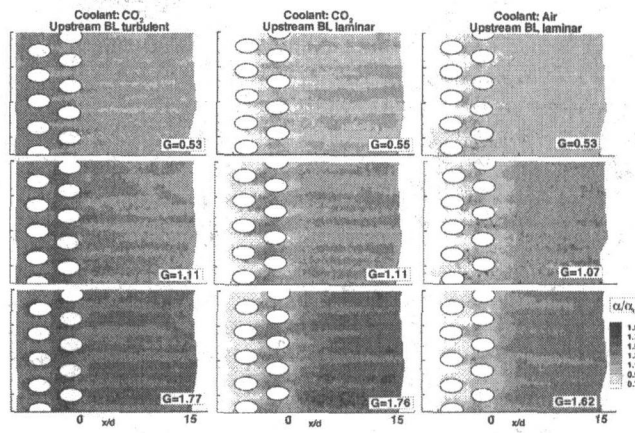 Coolant: CO₂
Upstream BL turbulent
Coolant: CO₂
Upstream BL laminar
Coolant: Air
Upstream BL laminar
G=0.53
G=0.55
G=0.53
G=1.11
G=1.11
G=1.07
α/α
G=1.77
G=1.76
G=1.62
0 x/d 15
0 x/d 15
0 x/d 15